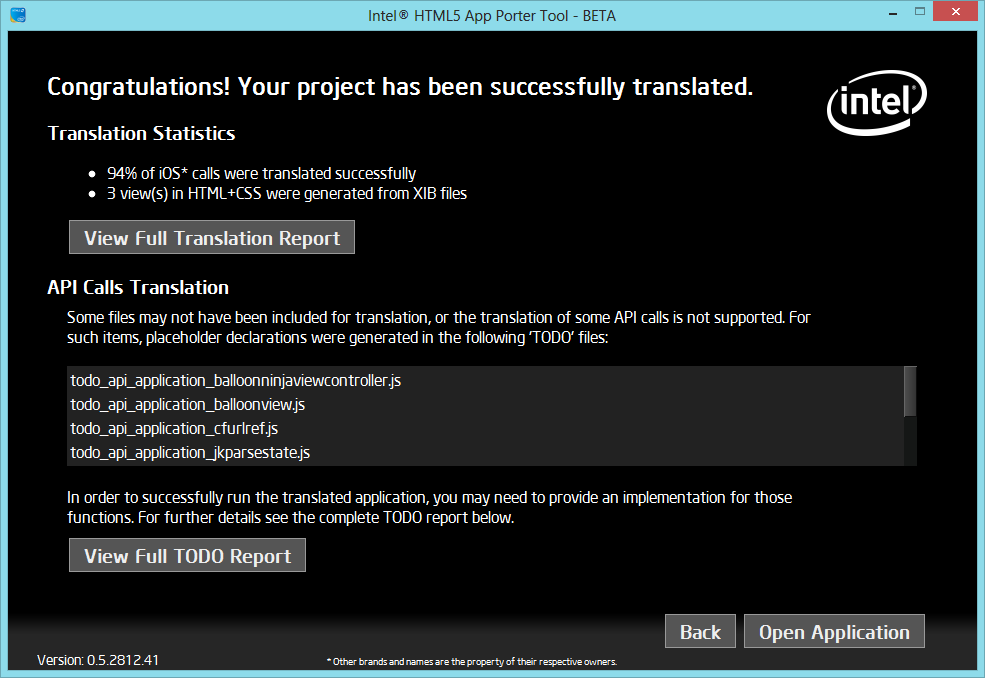 Intel® HTML5 App Porter Tool - BETA
Congratulations! Your project has been successfully translated.
intel®
Translation Statistics
• 94% of iOS* calls were translated successfully
• 3 view(s) in HTML+CSS were generated from XIB files
View Full Translation Report
API Calls Translation
Some files may not have been included for translation, or the translation of some API calls is not supported. For
such items, placeholder declarations were generated in the following 'TODO' files:
todo_api_application_balloonninjaviewcontroller.js
todo_api_application_balloonview.js
todo_api_application_cfurlref.js
todo_api_application_jkparsestate.js
In order to successfully run the translated application, you may need to provide an implementation for those
functions. For further details see the complete TODO report below.
View Full TODO Report
Back
Open Application
Version: 0.5.2812.41
* Other brands and names are the property of their respective owners.